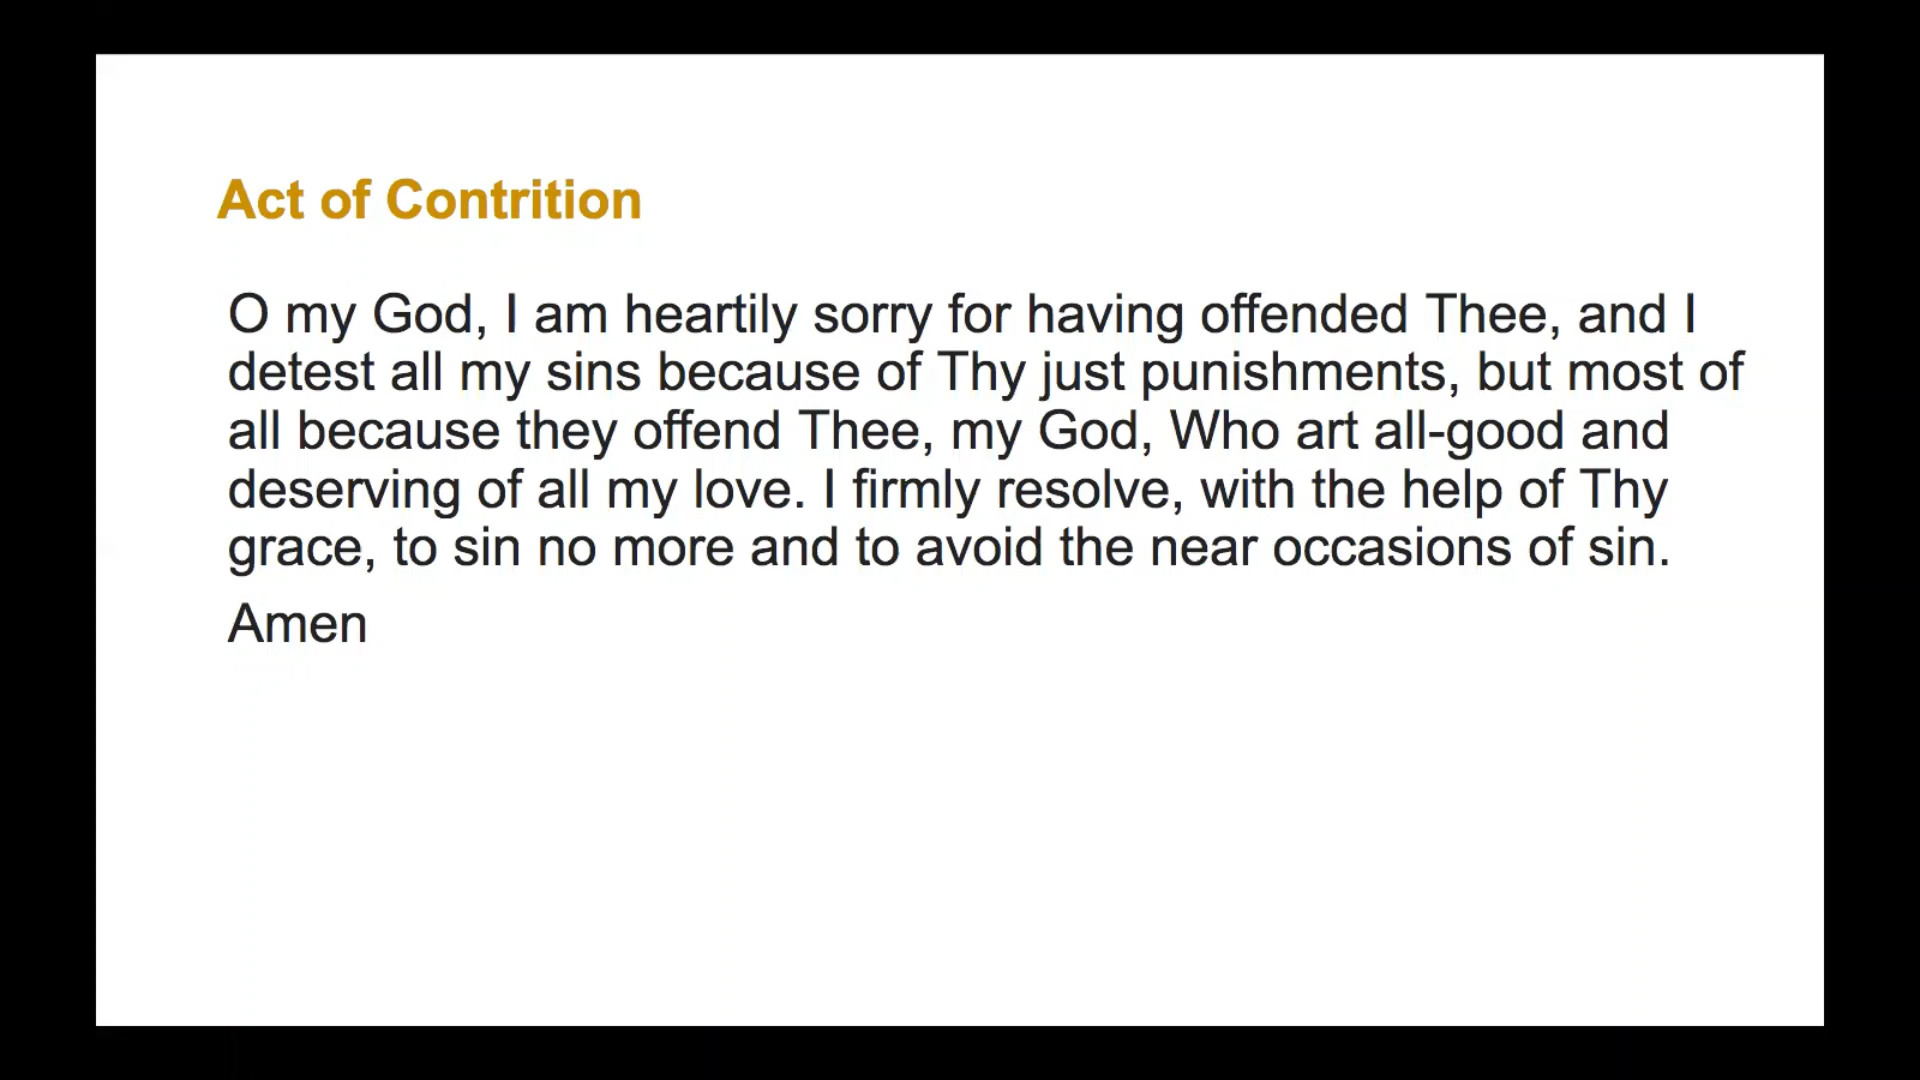 Act of Contrition
O my God, I am heartily sorry for having offended Thee, and I
detest all my sins because of Thy just punishments, but most of
all because they offend Thee, my God, Who art all-good and
deserving of all my love. I firmly resolve, with the help of Thy
grace, to sin no more and to avoid the near occasions of sin.
Amen